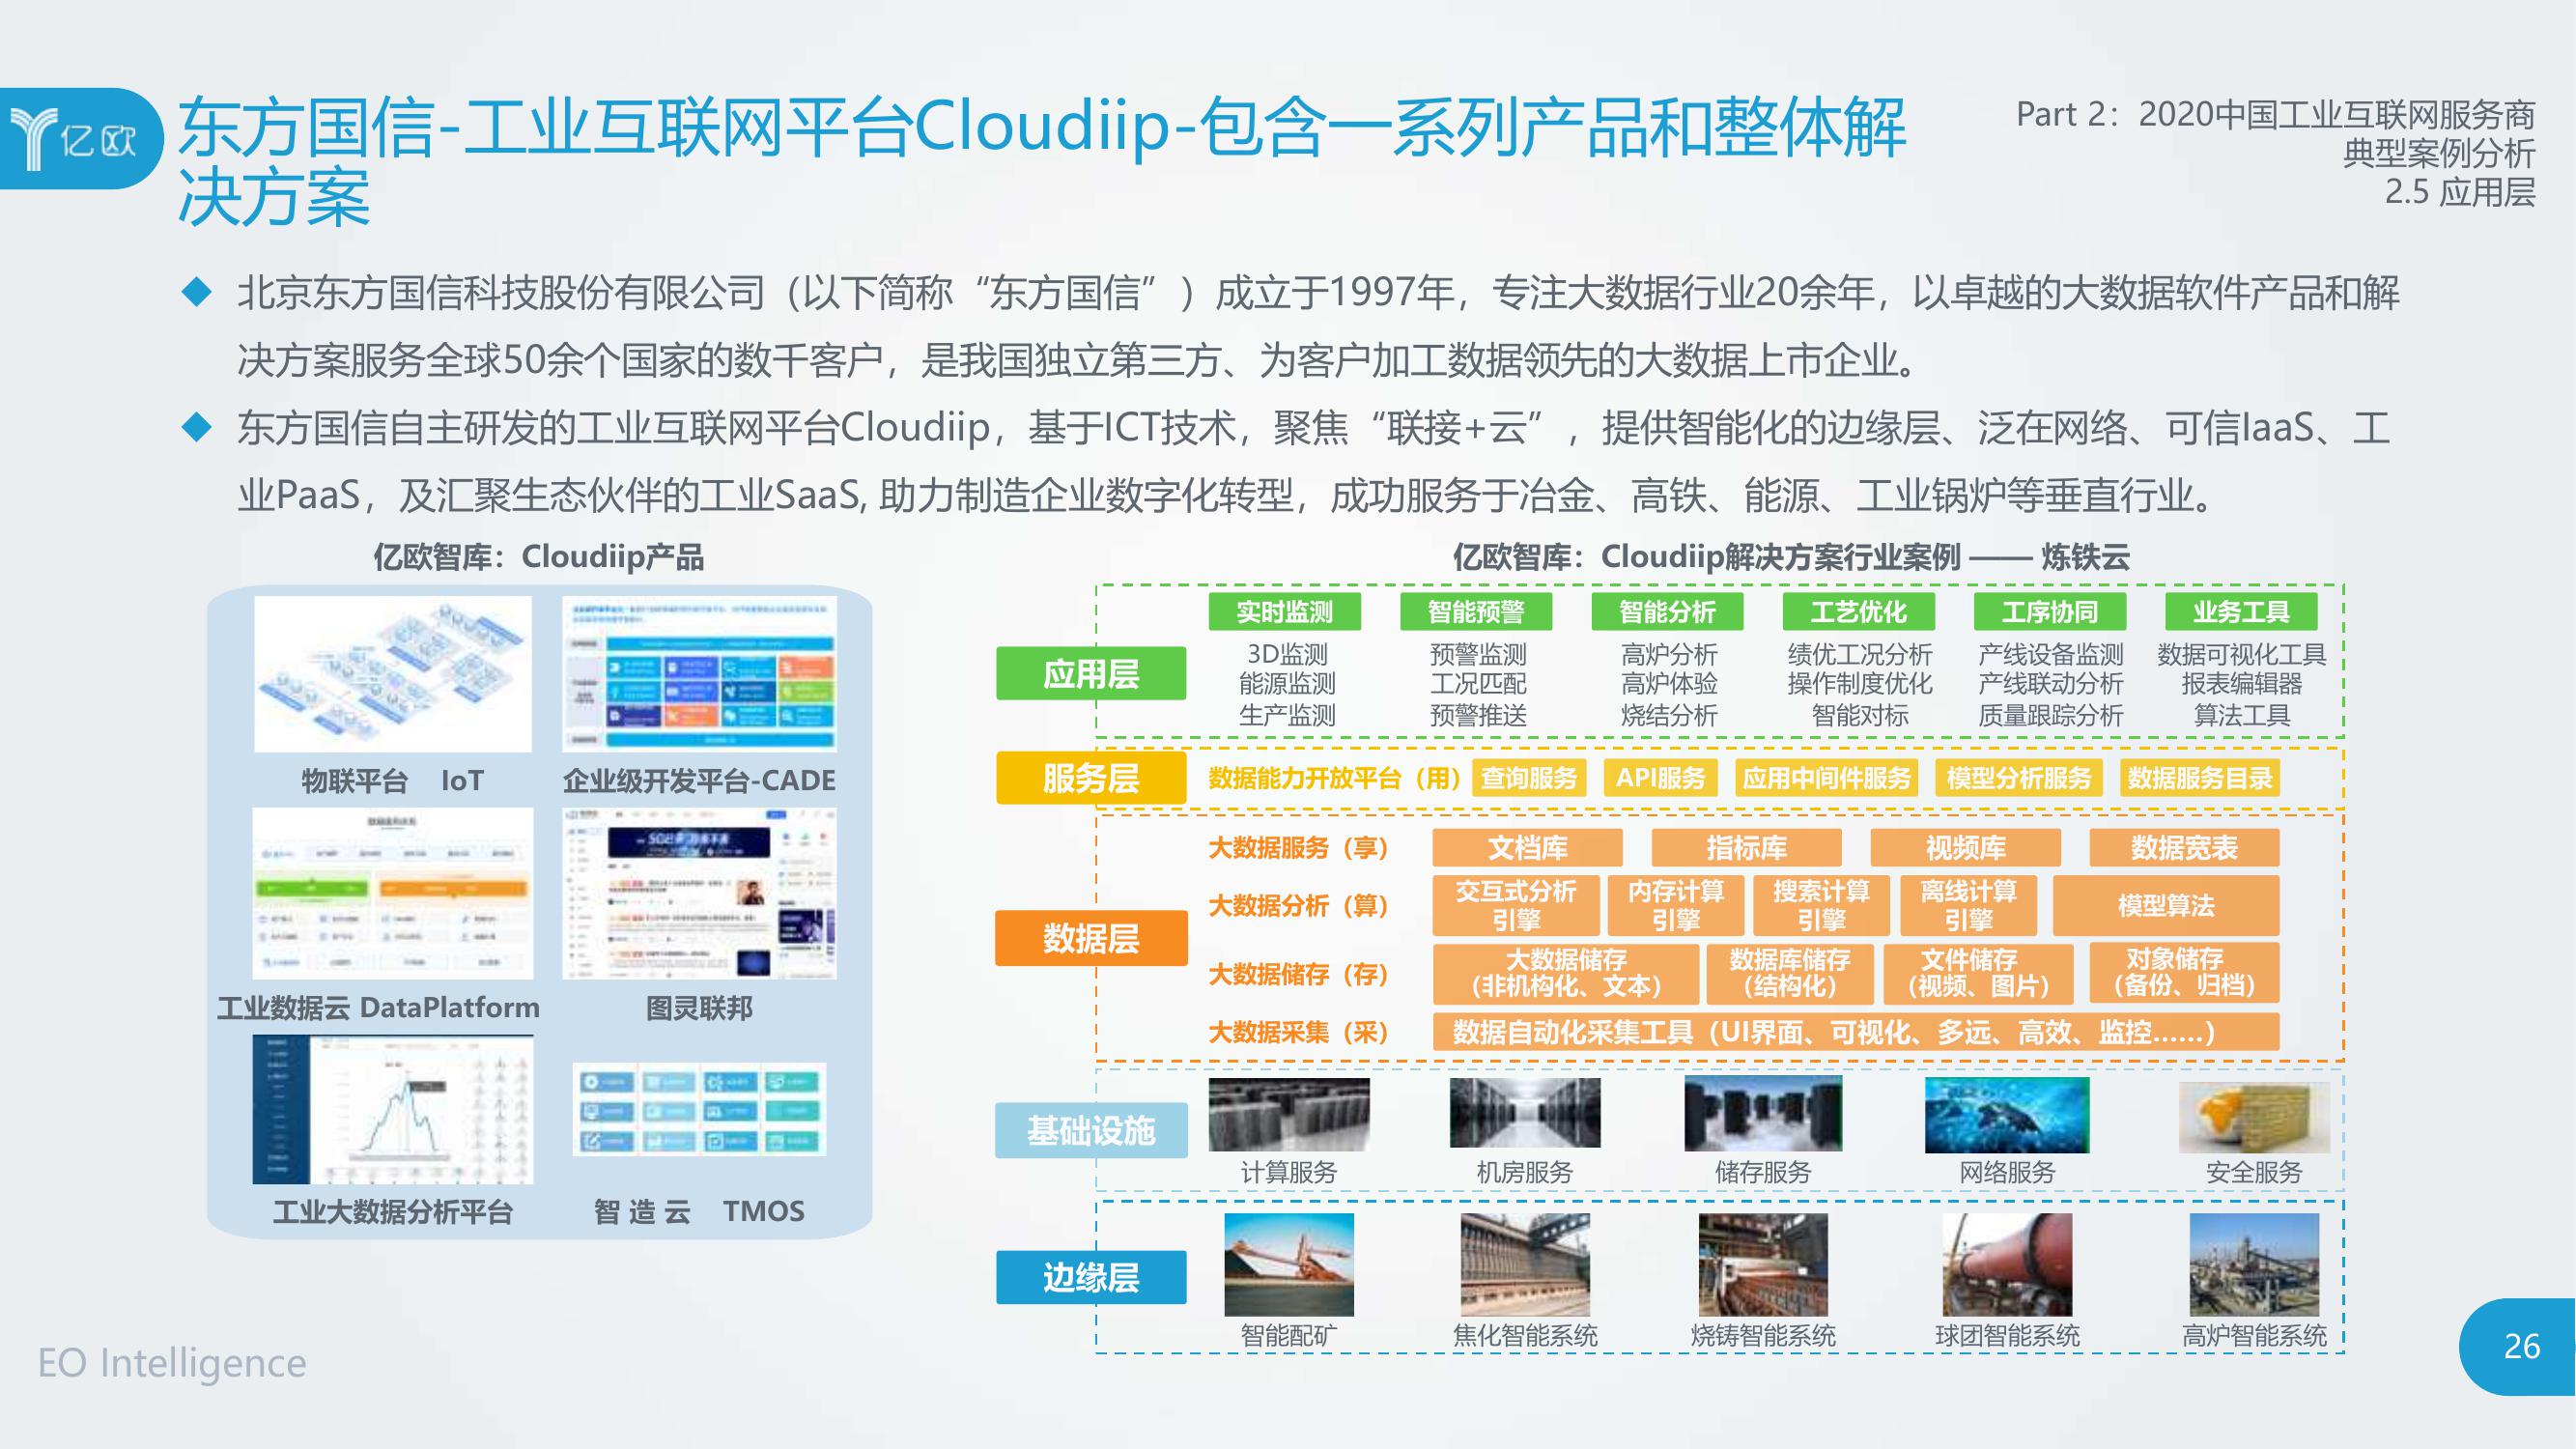 亿欧
东方国信-工业互联网平台Cloudiip-包含一系列产品和整体解
决方案
Part 2：2020中国工业互联网服务商
典型案例分析
2.5 应用层
北京东方国信科技股份有限公司（以下简称“东方国信”）成立于1997年，专注大数据行业20余年，以卓越的大数据软件产品和解
决方案服务全球50余个国家的数千客户，是我国独立第三方、为客户加工数据领先的大数据上市企业。
东方国信自主研发的工业互联网平台Cloudiip，基于ICT技术，聚焦“联接+云”，提供智能化的边缘层、泛在网络、可信IaaS、工
业PaaS，及汇聚生态伙伴的工业SaaS, 助力制造企业数字化转型，成功服务于冶金、高铁、能源、工业锅炉等垂直行业。
亿欧智库：Cloudiip产品
物联平台 IoT
企业级开发平台-CADE
工业数据云 DataPlatform
图灵联邦
工业大数据分析平台
智 造 云 TMOS
亿欧智库：Cloudiip解决方案行业案例 —— 炼铁云
应用层
实时监测 智能预警 智能分析 工艺优化 工序协同 业务工具
3D监测 预警监测 高炉分析 绩优工况分析 产线设备监测 数据可视化工具
能源监测 工况匹配 高炉体验 操作制度优化 产线联动分析 报表编辑器
生产监测 预警推送 烧结分析 智能对标 质量跟踪分析 算法工具
服务层
数据能力开放平台（用） 查询服务 API服务 应用中间件服务 模型分析服务 数据服务目录
数据层
大数据服务（享） 文档库 指标库 视频库 数据宽表
大数据分析（算） 交互式分析 内存计算 搜索计算 离线计算 模型算法
引擎 引擎 引擎 引擎
大数据储存（存） 大数据储存 数据库储存 文件储存 对象储存
（非机构化、文本） （结构化） （视频、图片） （备份、归档）
大数据采集（采） 数据自动化采集工具（UI界面、可视化、多远、高效、监控……）
基础设施
计算服务 机房服务 储存服务 网络服务 安全服务
边缘层
智能配矿 焦化智能系统 烧铸智能系统 球团智能系统 高炉智能系统
EO Intelligence
26